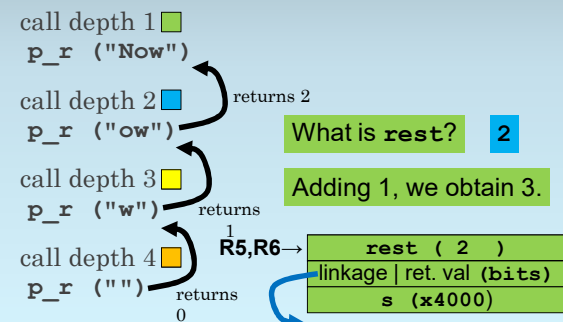 call depth 1
p_r ("Now")
returns 2
call depth 2
p_r ("ow")
What is rest? 2
call depth 3
p_r ("w")
returns
1
Adding 1, we obtain 3.
call depth 4
p_r ("")
returns
0
R5,R6→
rest ( 2 )
linkage | ret. val (bits)
s (x4000)